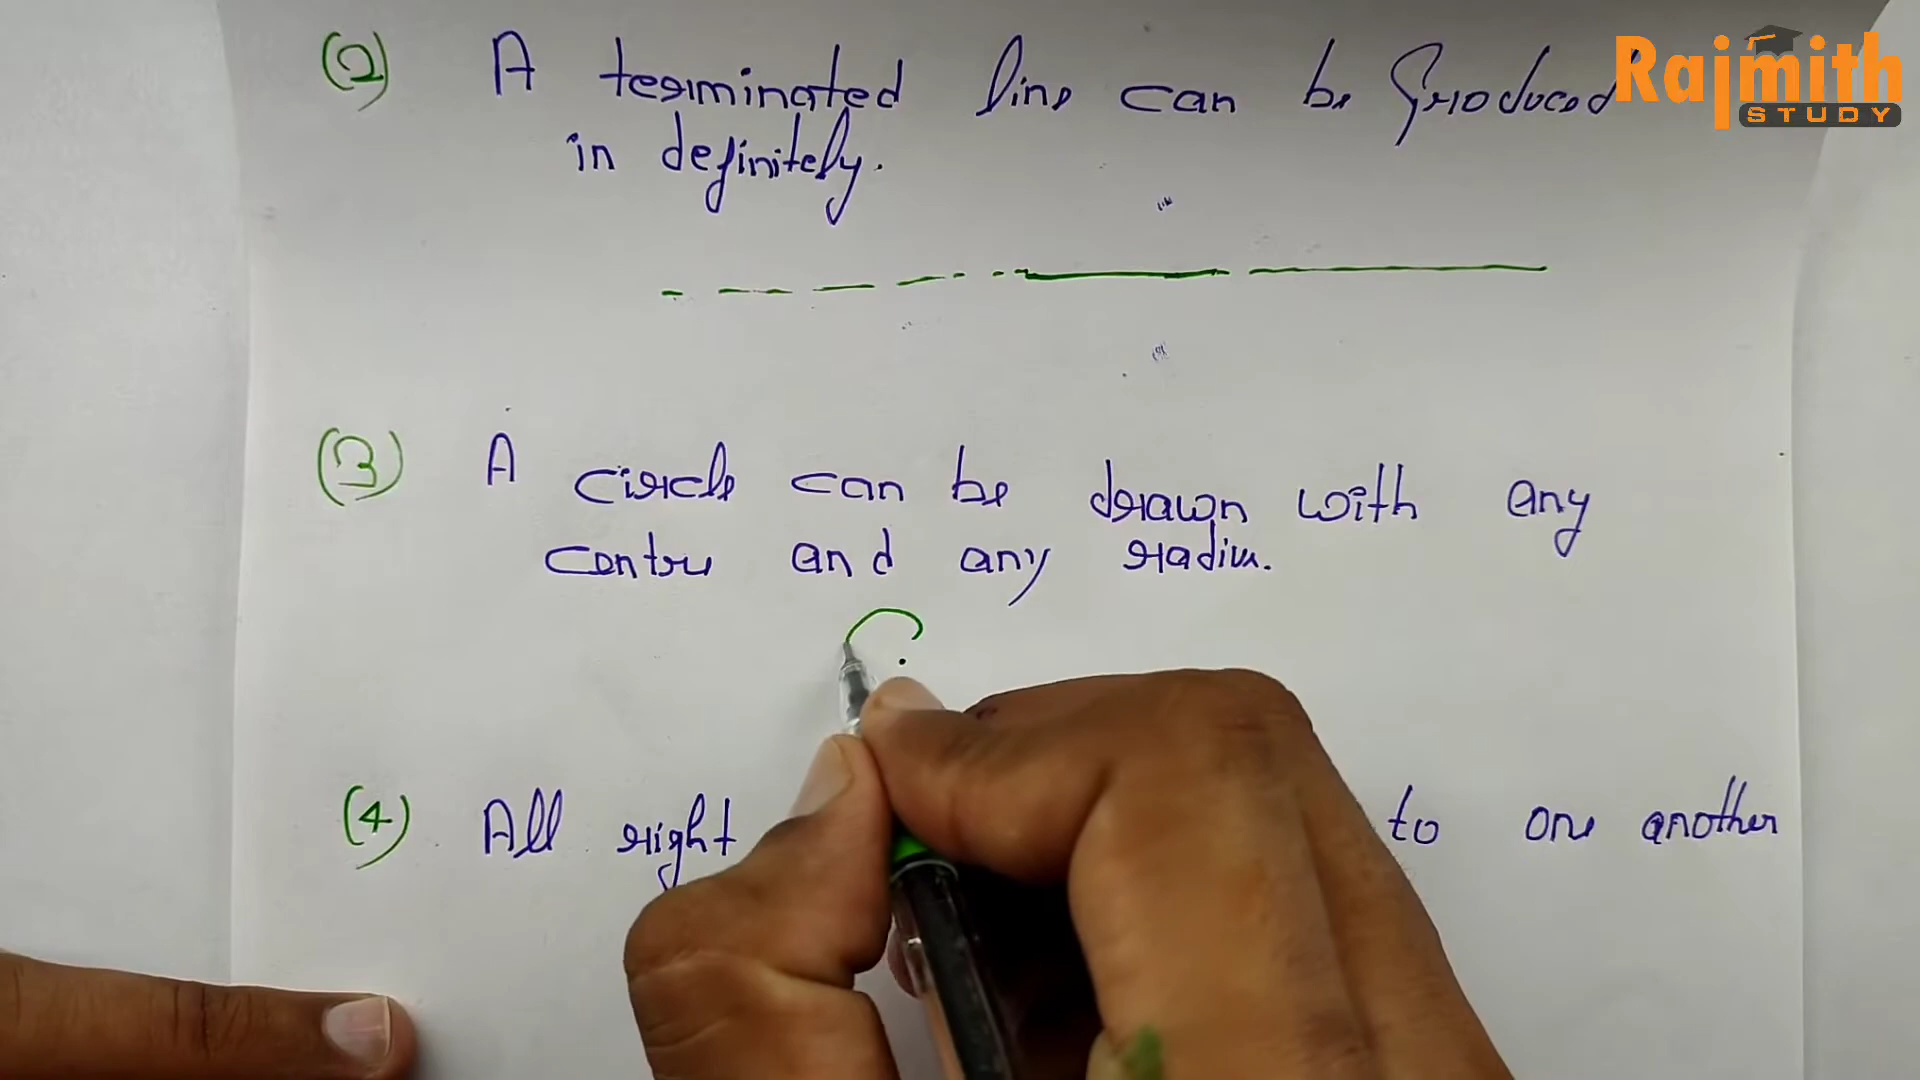 (2) A terminated line can be produced
in definitely.
(3) A circle can be drawn with any
centre and any radius.
(4) All right to one another
Rajmith
STUDY